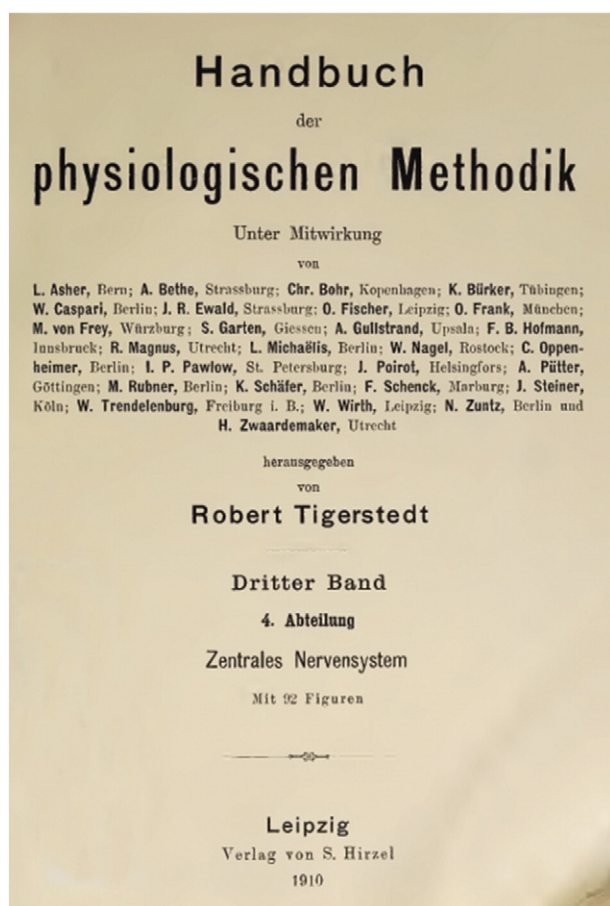 Handbuch
der
physiologischen Methodik
Unter Mitwirkung
von
L. Asher, Bern; A. Bethe, Strassburg; Chr. Bohr, Kopenhagen; K. Bürker, Tübingen;
W. Caspari, Berlin; J. R. Ewald, Strassburg; O. Fischer, Leipzig; O. Frank, München;
M. von Frey, Würzburg; S. Garten, Giessen; A. Gullstrand, Upsala; F. B. Hofmann,
Innsbruck; R. Magnus, Utrecht; L. Michaëlis, Berlin; W. Nagel, Rostock; C. Oppen-
heimer, Berlin; I. P. Pawlow, St. Petersburg; J. Poirot, Helsingfors; A. Pütter,
Göttingen; M. Rubner, Berlin; K. Schäfer, Berlin; F. Schenck, Marburg; J. Steiner,
Köln; W. Trendelenburg, Freiburg i. B.; W. Wirth, Leipzig; N. Zuntz, Berlin und
H. Zwaardemaker, Utrecht
herausgegeben
von
Robert Tigerstedt
Dritter Band
4. Abteilung
Zentrales Nervensystem
Mit 92 Figuren
Leipzig
Verlag von S. Hirzel
1910